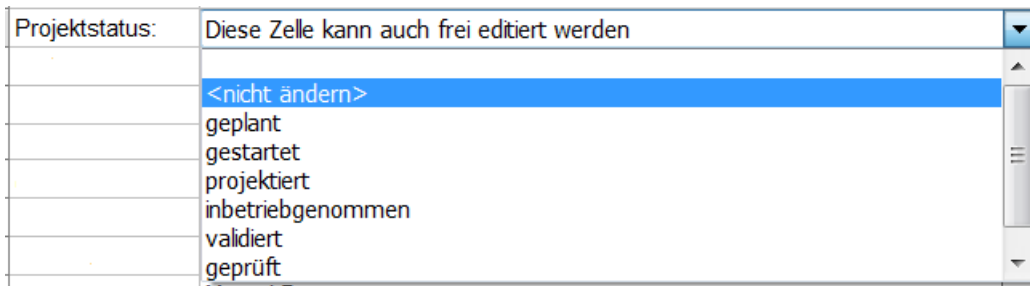 Projektstatus: Diese Zelle kann auch frei editiert werden
<nicht ändern>
geplant
gestartet
projektiert
inbetriebgenommen
validiert
geprüft